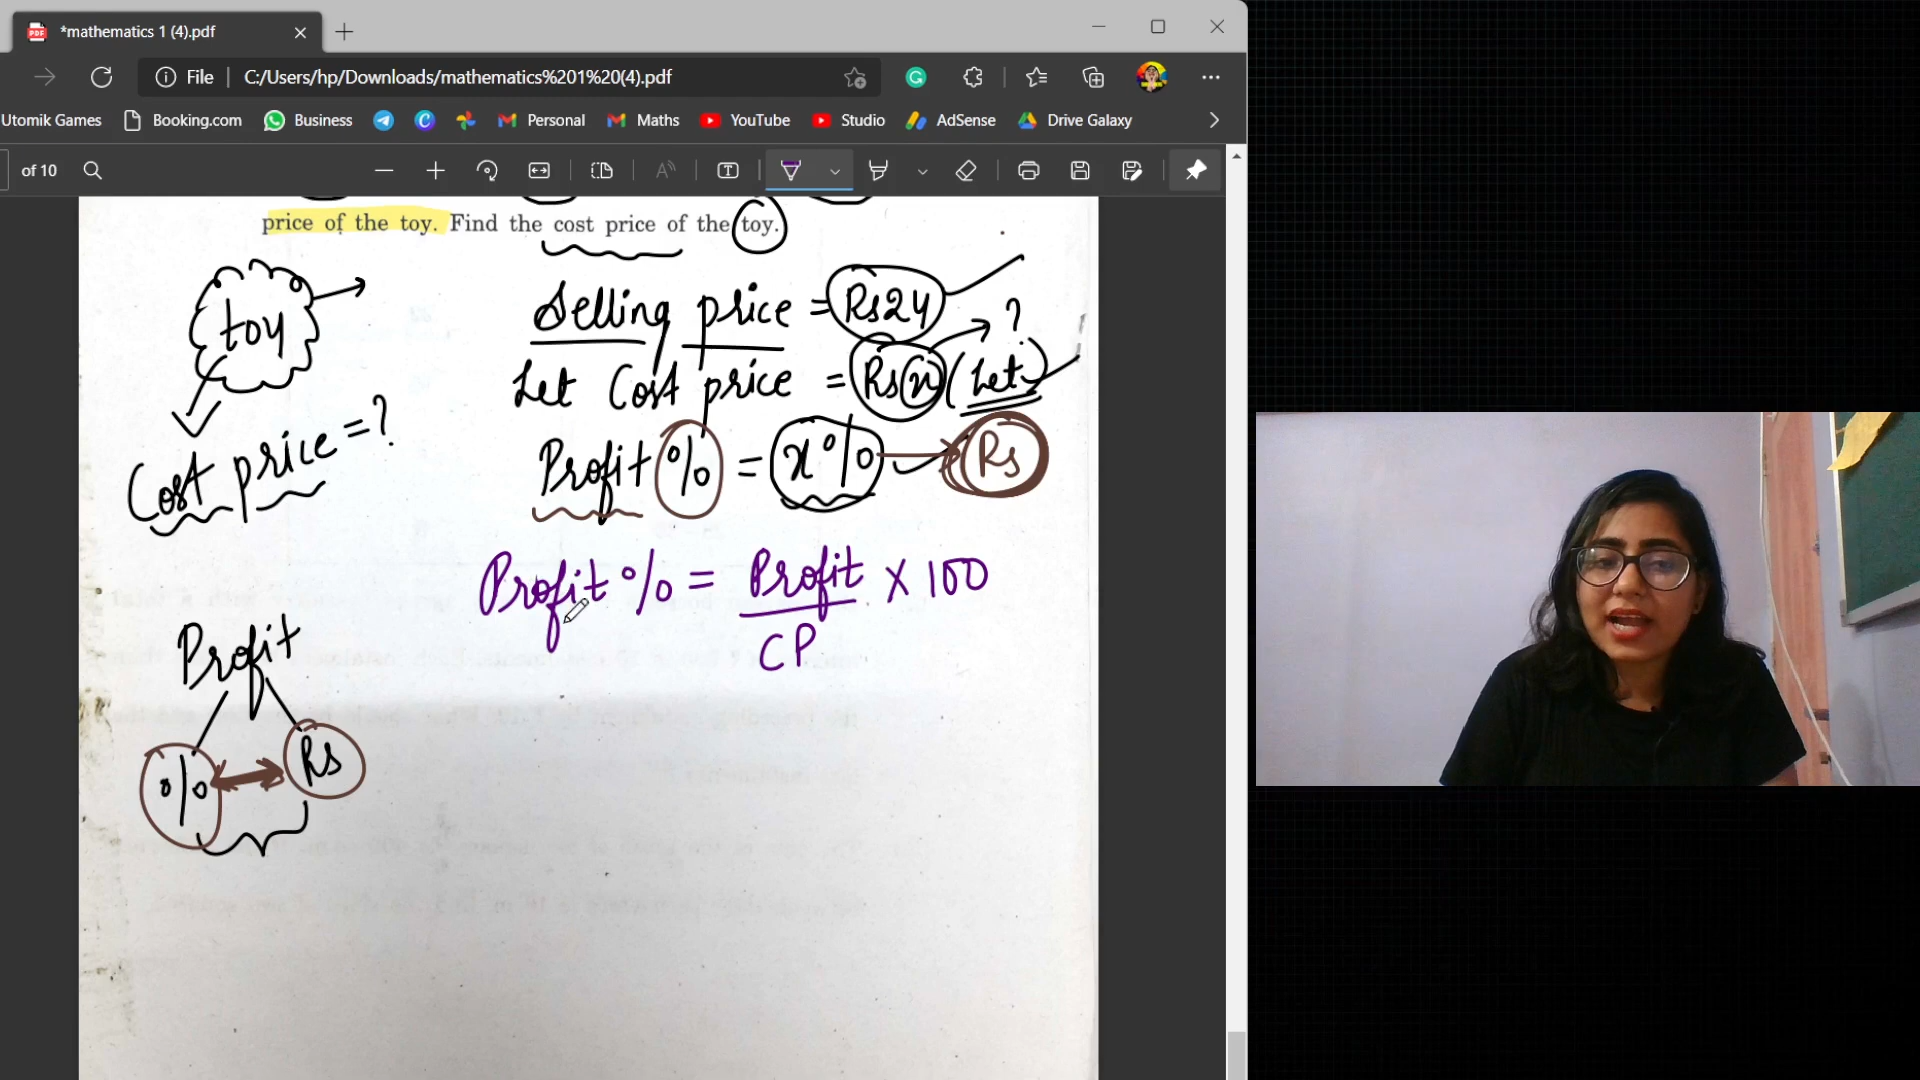 *mathematics 1 (4).pdf
File
C:/Users/hp/Downloads/mathematics%201%20(4).pdf
Utomik Games
Booking.com
Business
Personal
Maths
YouTube
Studio
AdSense
Drive Galaxy
of 10
price of the toy. Find the cost price of the toy.
toy
Selling price = Rs 24
Let Cost price = Rs x (Let) ?
Cost price = ?
Profit % = x% → Rs
Profit % = Profit / CP × 100
Profit
% Rs